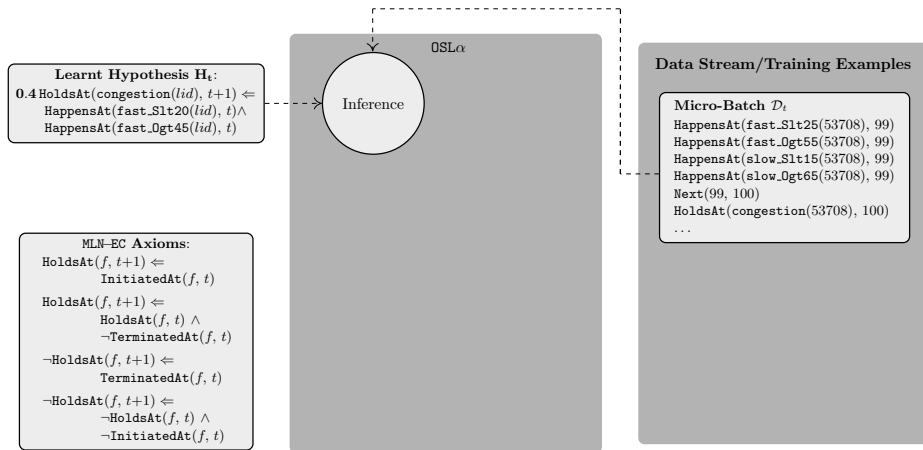 OSLα
Learnt Hypothesis Hₜ:
0.4 HoldsAt(congestion(lid), t+1) ⇐
HappensAt(fast_Slt20(lid), t)∧
HappensAt(fast_Ogt45(lid), t)
Inference
Data Stream/Training Examples
Micro-Batch 𝒟ₜ
HappensAt(fast_Slt25(53708), 99)
HappensAt(fast_Ogt55(53708), 99)
HappensAt(slow_Slt15(53708), 99)
HappensAt(slow_Ogt65(53708), 99)
Next(99, 100)
HoldsAt(congestion(53708), 100)
...
MLN–EC Axioms:
HoldsAt(f, t+1) ⇐
InitiatedAt(f, t)
HoldsAt(f, t+1) ⇐
HoldsAt(f, t) ∧
¬TerminatedAt(f, t)
¬HoldsAt(f, t+1) ⇐
TerminatedAt(f, t)
¬HoldsAt(f, t+1) ⇐
¬HoldsAt(f, t) ∧
¬InitiatedAt(f, t)